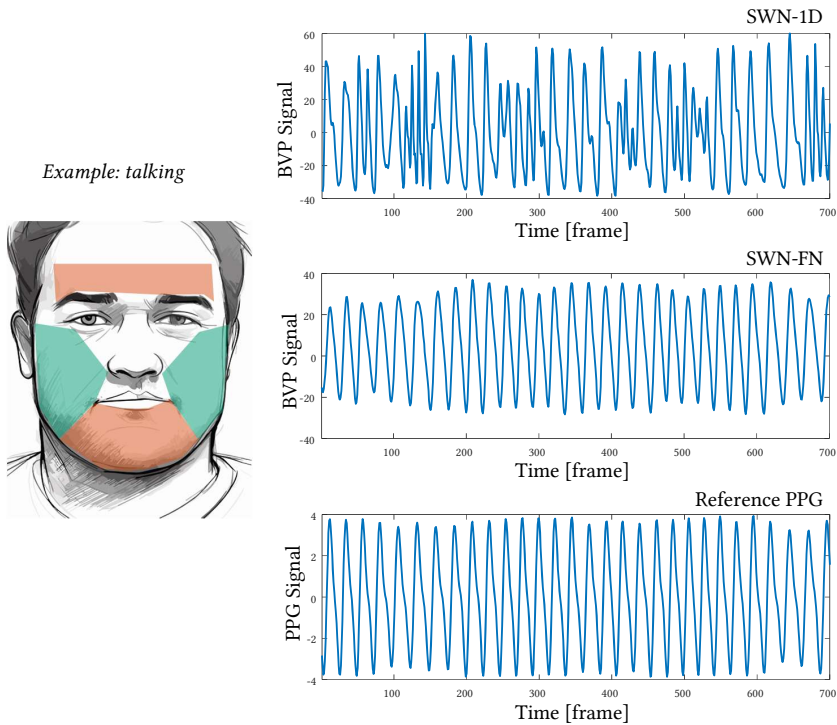 Example: talking
SWN-1D
BVP Signal
60
40
20
0
-20
-40
100 200 300 400 500 600 700
Time [frame]
SWN-FN
BVP Signal
40
20
0
-20
-40
100 200 300 400 500 600 700
Time [frame]
Reference PPG
PPG Signal
4
2
0
-2
-4
100 200 300 400 500 600 700
Time [frame]